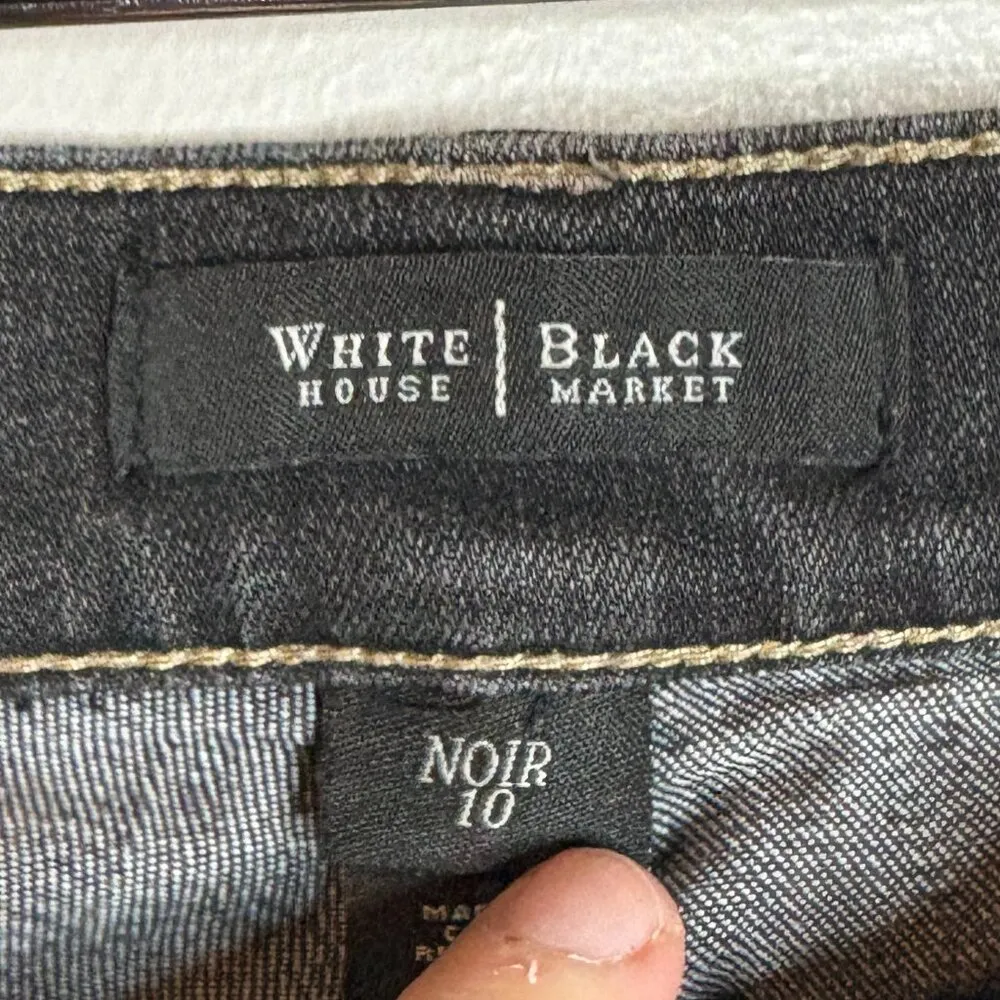 WHITE | BLACK
HOUSE MARKET
NOIR
10